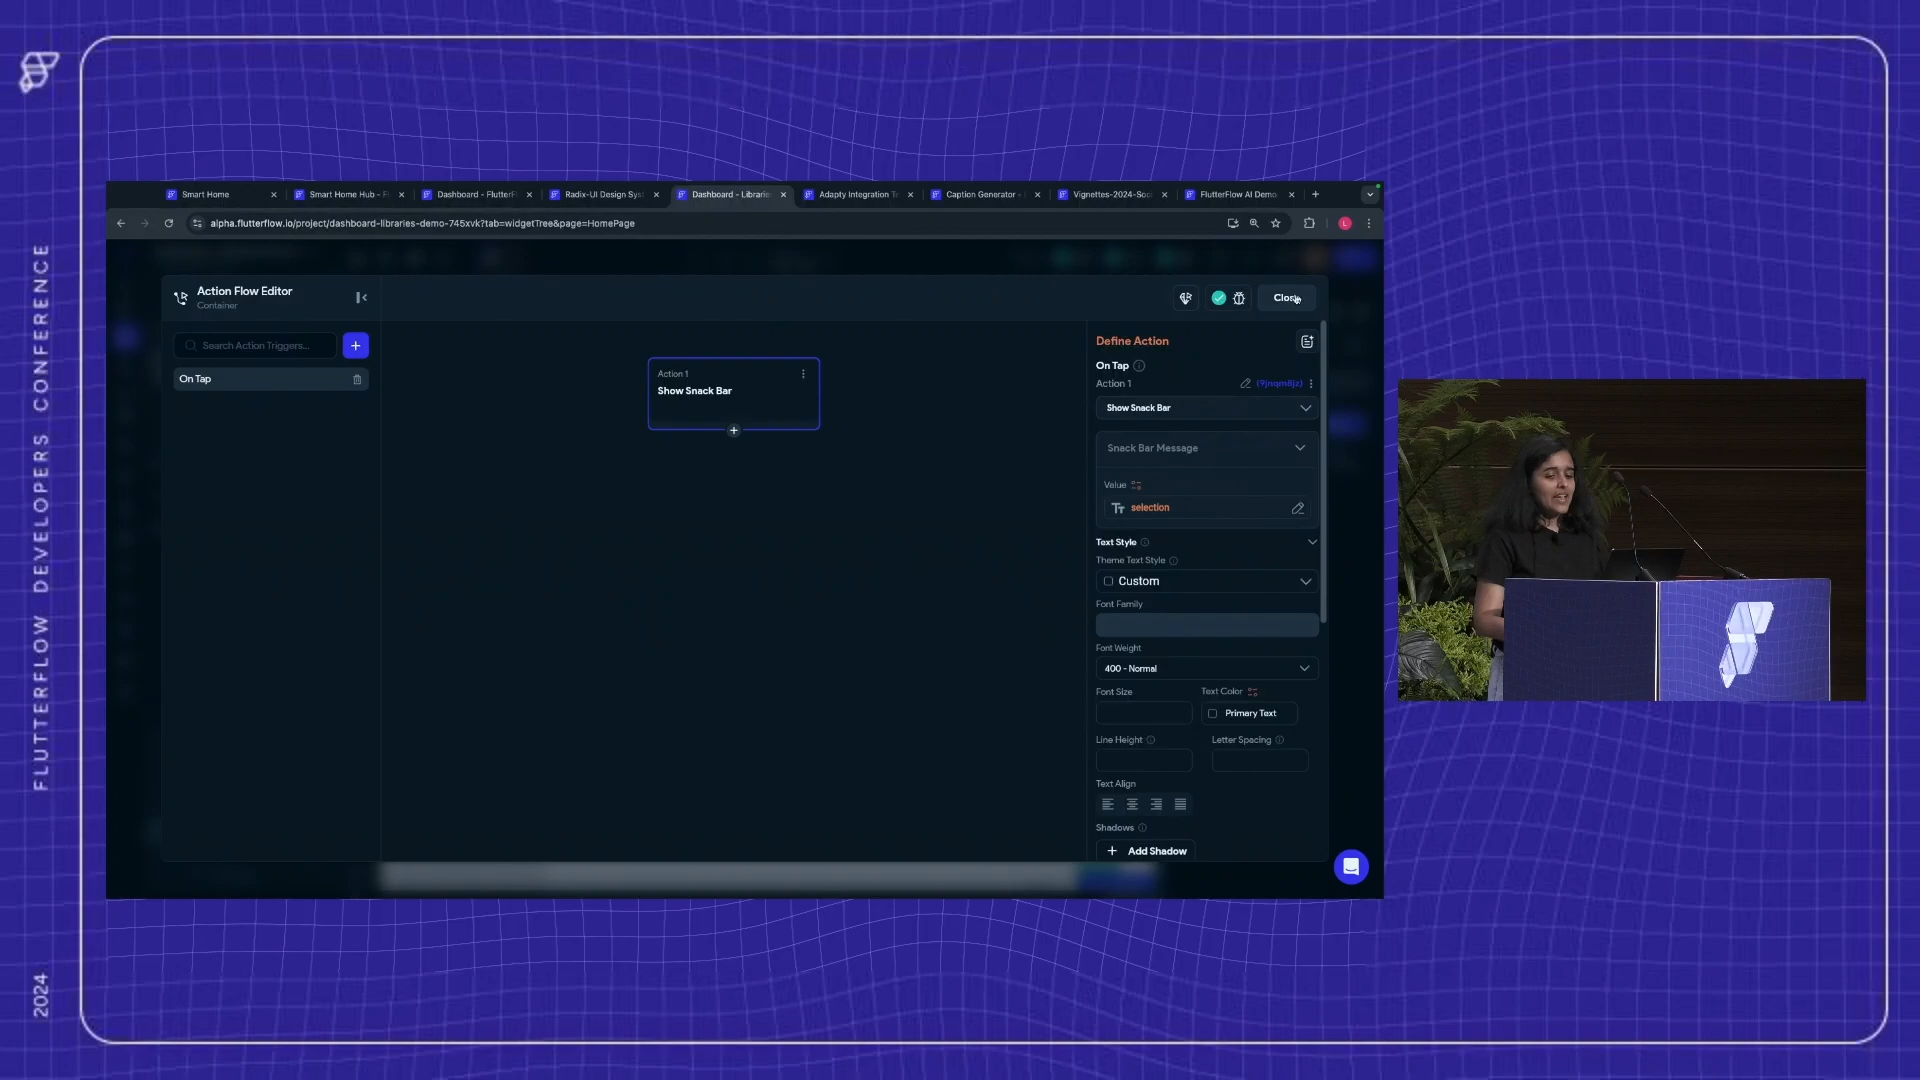 FLUTTERFLOW DEVELOPERS CONFERENCE
2024
Smart Home
Smart Home Hub - F
Dashboard - FlutterF
Radix-UI Design Sys
Dashboard - Librarie
Adapty Integration T
Caption Generator -
Vignettes-2024-Soc
FlutterFlow AI Demo
alpha.flutterflow.io/project/dashboard-libraries-demo-745xvk?tab=widgetTree&page=HomePage
L
Action Flow Editor
Container
Close
Search Action Triggers...
On Tap
Action 1
Show Snack Bar
Define Action
On Tap
Action 1
(9jnqm8jz)
Show Snack Bar
Snack Bar Message
Value
Tt selection
Text Style
Theme Text Style
Custom
Font Family
Font Weight
400 - Normal
Font Size
Text Color
Primary Text
Line Height
Letter Spacing
Text Align
Shadows
Add Shadow